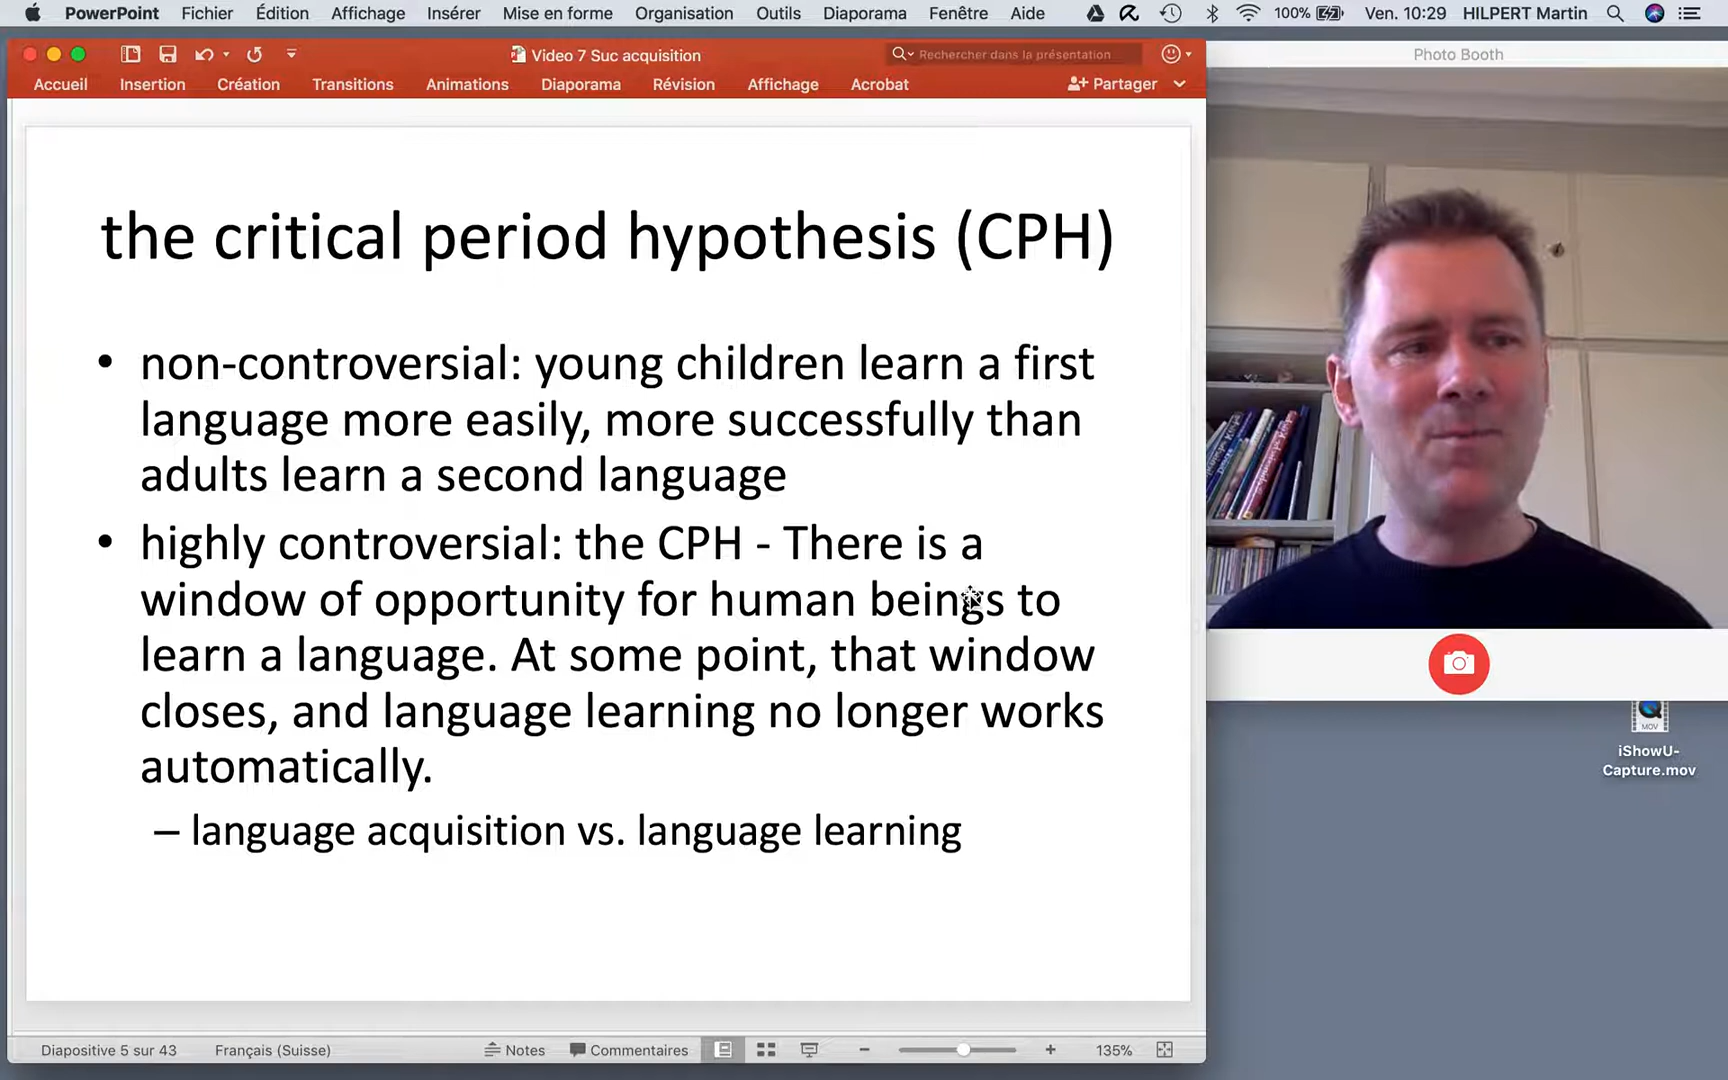 PowerPoint Fichier Édition Affichage Insérer Mise en forme Organisation Outils Diaporama Fenêtre Aide 100% Ven. 10:29 HILPERT Martin
Video 7 Suc acquisition
Rechercher dans la présentation
Photo Booth
Accueil Insertion Création Transitions Animations Diaporama Révision Affichage Acrobat Partager
the critical period hypothesis (CPH)
• non-controversial: young children learn a first
language more easily, more successfully than
adults learn a second language
• highly controversial: the CPH - There is a
window of opportunity for human beings to
learn a language. At some point, that window
closes, and language learning no longer works
automatically.
– language acquisition vs. language learning
MOV
iShowU-
Capture.mov
Diapositive 5 sur 43 Français (Suisse) Notes Commentaires 135%